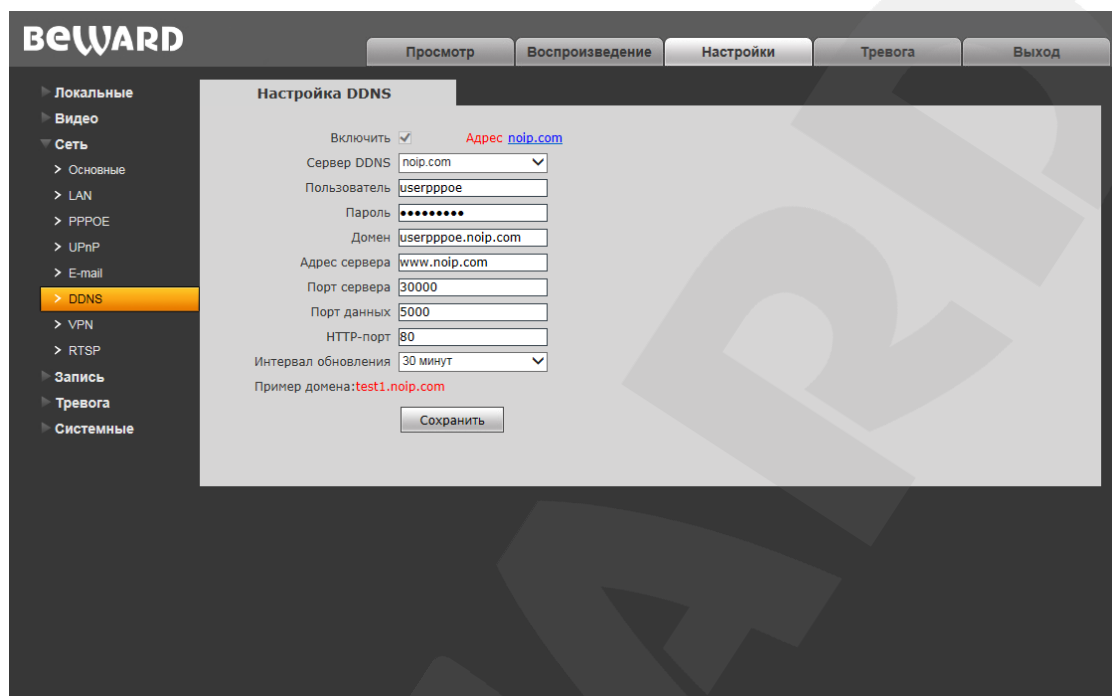 BEWARD
Просмотр Воспроизведение Настройки Тревога Выход
Локальные
Видео
Сеть
> Основные
> LAN
> PPPOE
> UPnP
> E-mail
> DDNS
> VPN
> RTSP
Запись
Тревога
Системные
Настройка DDNS
Включить Адрес noip.com
Сервер DDNS noip.com
Пользователь userpppoe
Пароль •••••••••
Домен userpppoe.noip.com
Адрес сервера www.noip.com
Порт сервера 30000
Порт данных 5000
HTTP-порт 80
Интервал обновления 30 минут
Пример домена:test1.noip.com
Сохранить